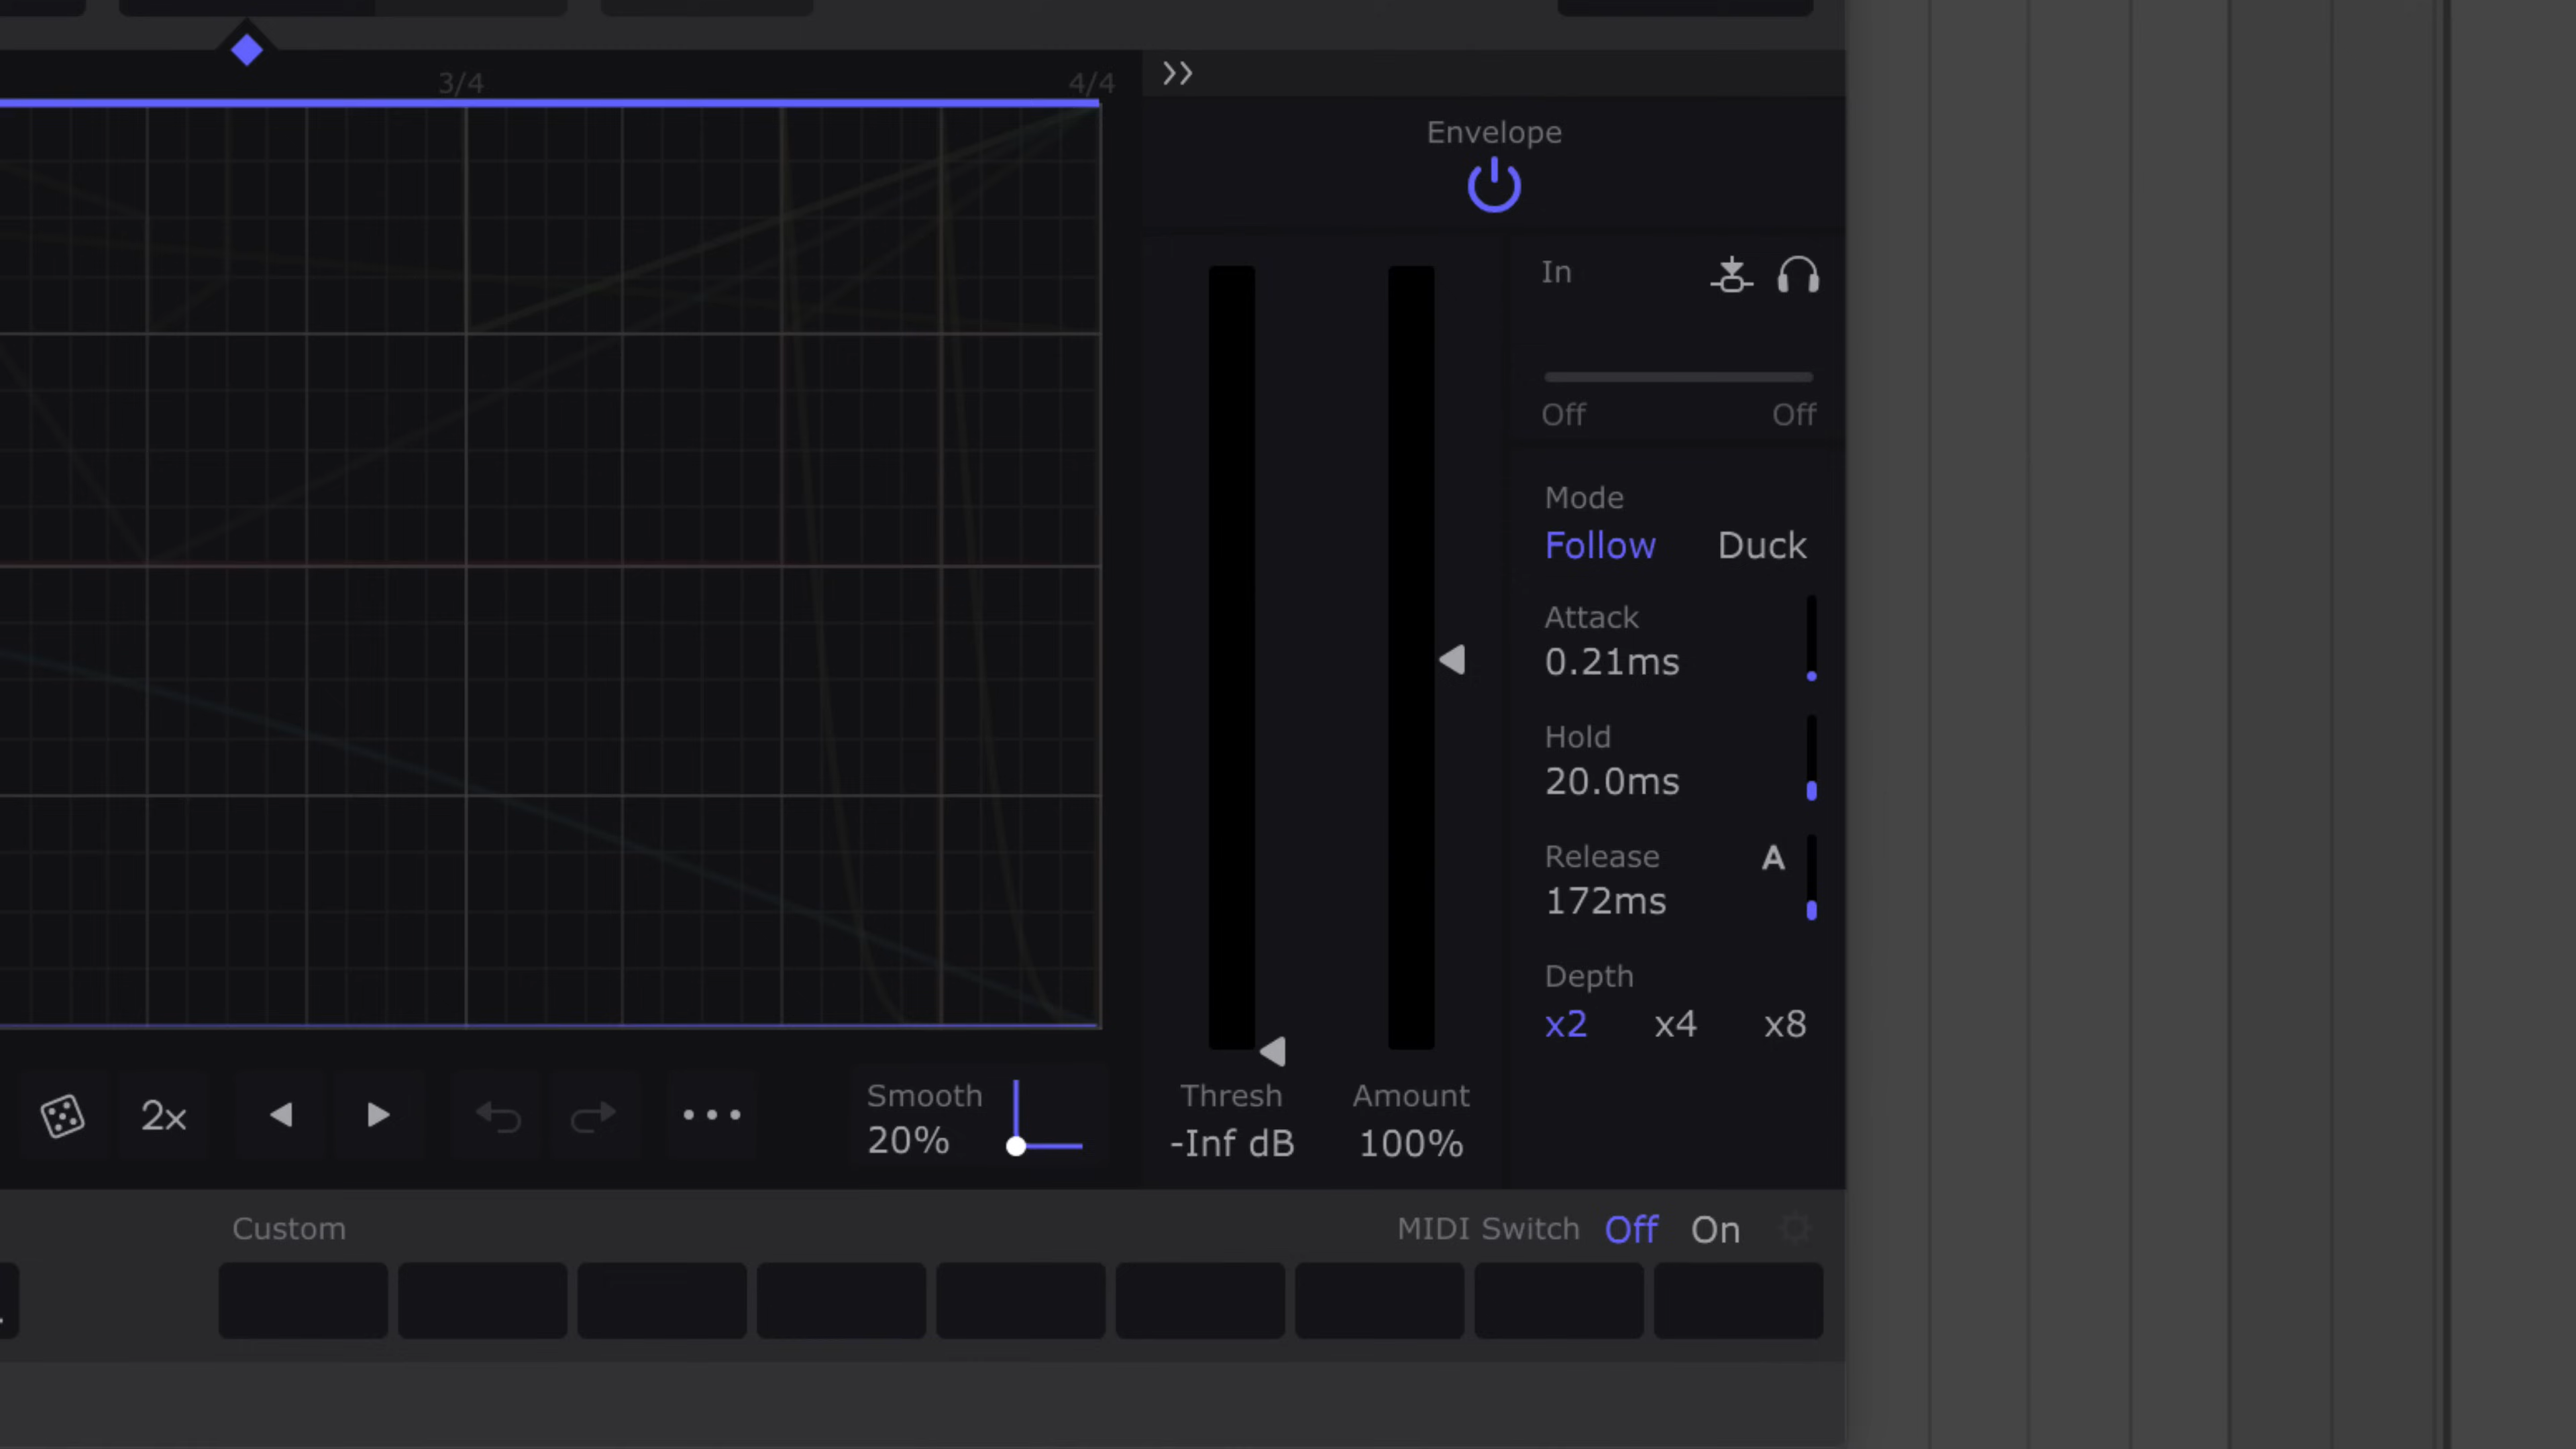 3/4
4/4
Envelope
In
Off Off
Mode
Follow Duck
Attack
0.21ms
Hold
20.0ms
Release A
172ms
Depth
x2 x4 x8
2x
Smooth
20%
Thresh Amount
-Inf dB 100%
Custom
MIDI Switch Off On